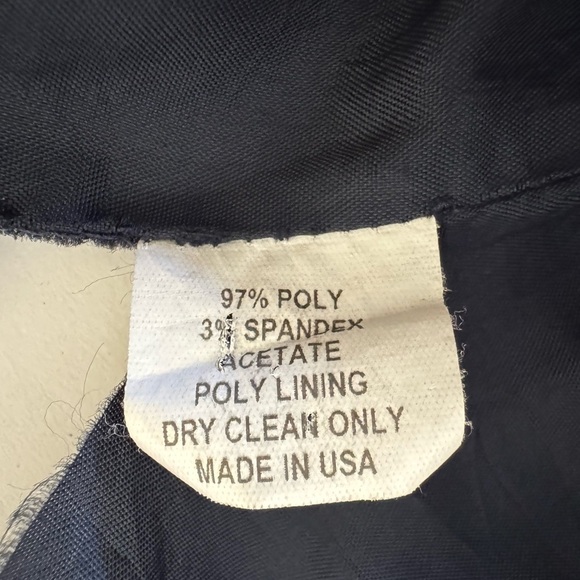 97% POLY
3% SPANDEX
ACETATE
POLY LINING
DRY CLEAN ONLY
MADE IN USA